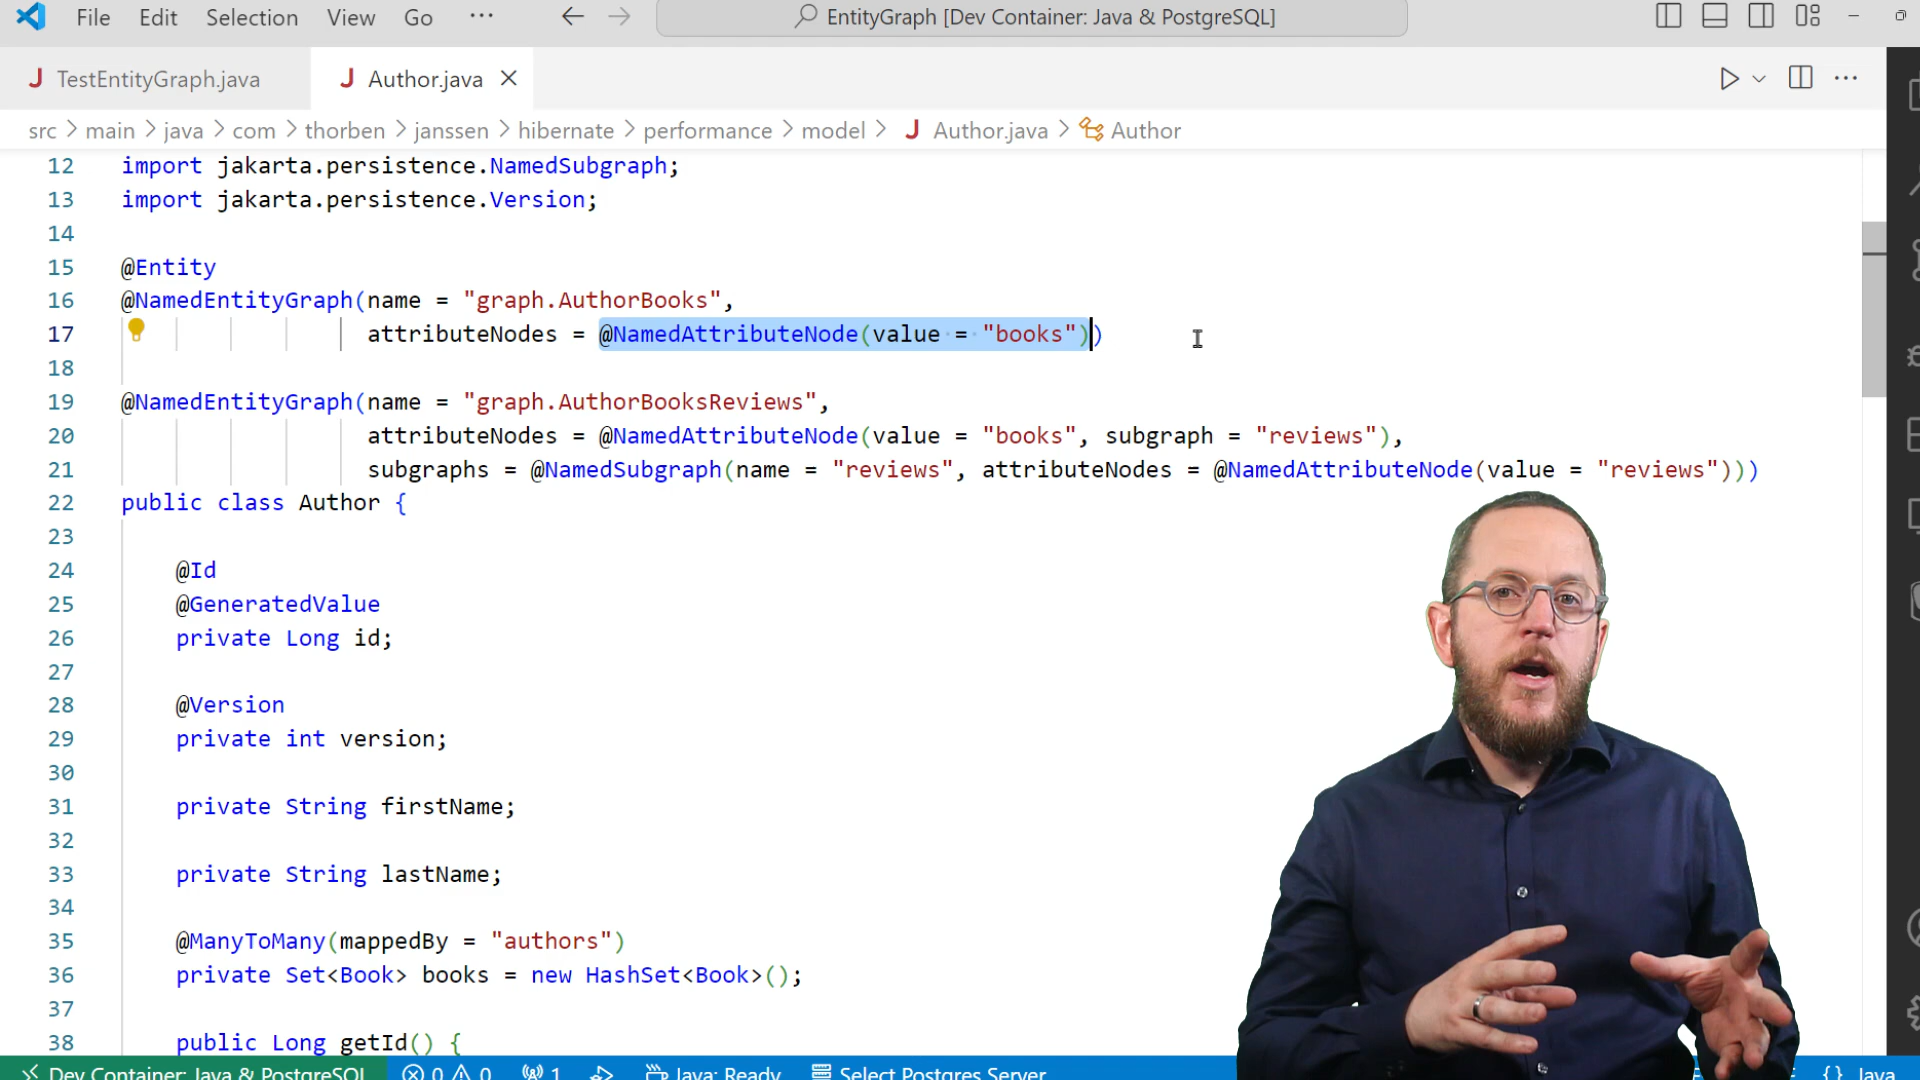 File Edit Selection View Go ··· EntityGraph [Dev Container: Java & PostgreSQL]
J TestEntityGraph.java J Author.java
src > main > java > com > thorben > janssen > hibernate > performance > model > J Author.java > Author
12 import jakarta.persistence.NamedSubgraph;
13 import jakarta.persistence.Version;
14
15 @Entity
16 @NamedEntityGraph(name = "graph.AuthorBooks",
17 attributeNodes = @NamedAttributeNode(value = "books"))
18
19 @NamedEntityGraph(name = "graph.AuthorBooksReviews",
20 attributeNodes = @NamedAttributeNode(value = "books", subgraph = "reviews"),
21 subgraphs = @NamedSubgraph(name = "reviews", attributeNodes = @NamedAttributeNode(value = "reviews")))
22 public class Author {
23
24 @Id
25 @GeneratedValue
26 private Long id;
27
28 @Version
29 private int version;
30
31 private String firstName;
32
33 private String lastName;
34
35 @ManyToMany(mappedBy = "authors")
36 private Set<Book> books = new HashSet<Book>();
37
38 public Long getId() {
Dev Container: Java & PostgreSQL 0 0 1 Java: Ready Select Postgres Server {} Java